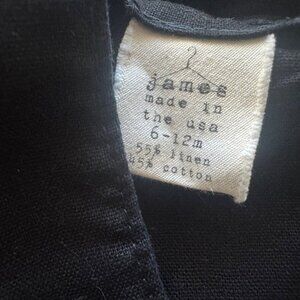 james
made in
the usa
6-12m
55% linen
45% cotton